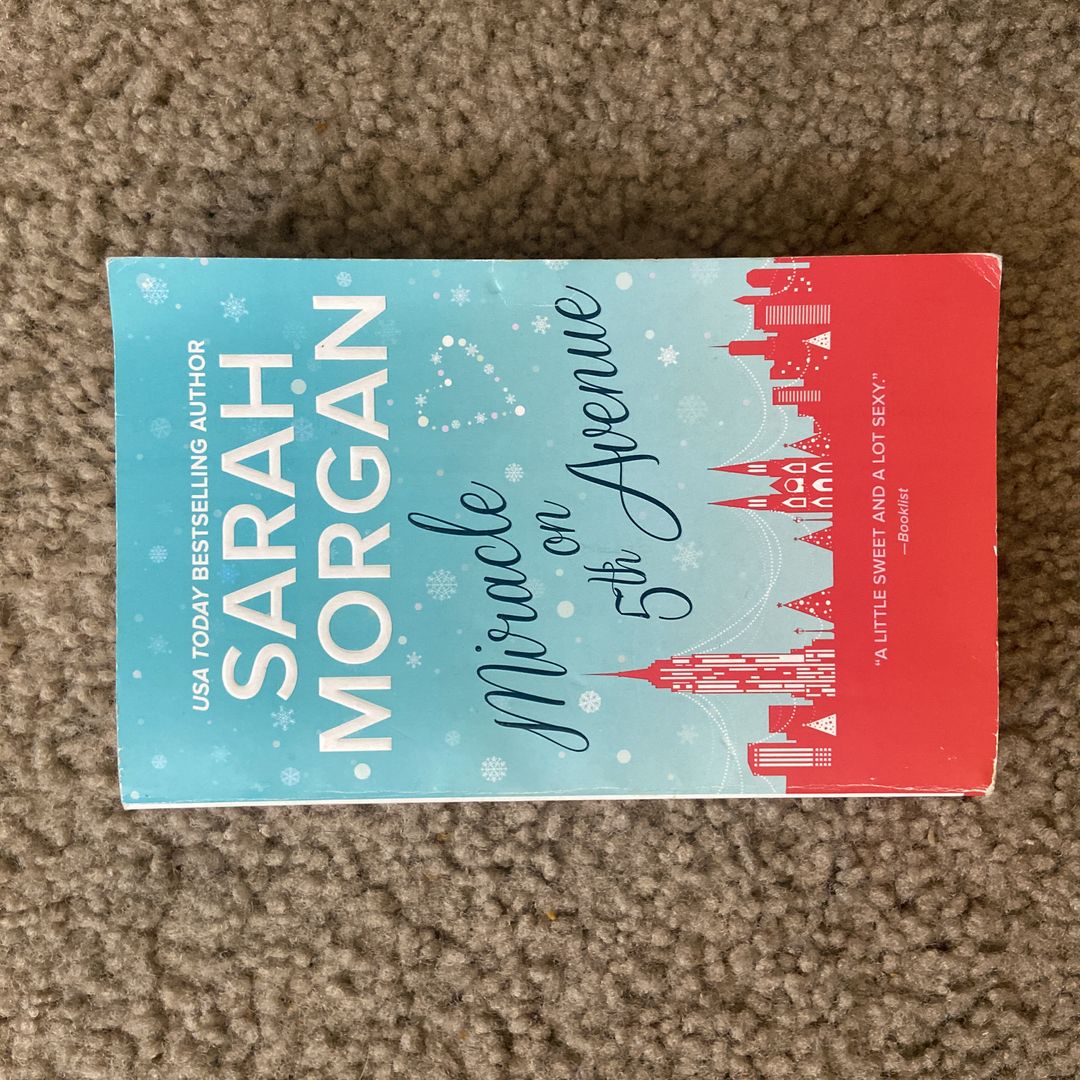 USA TODAY BESTSELLING AUTHOR
SARAH
MORGAN
Miracle
on
5th Avenue
“A LITTLE SWEET AND A LOT SEXY.”
—Booklist